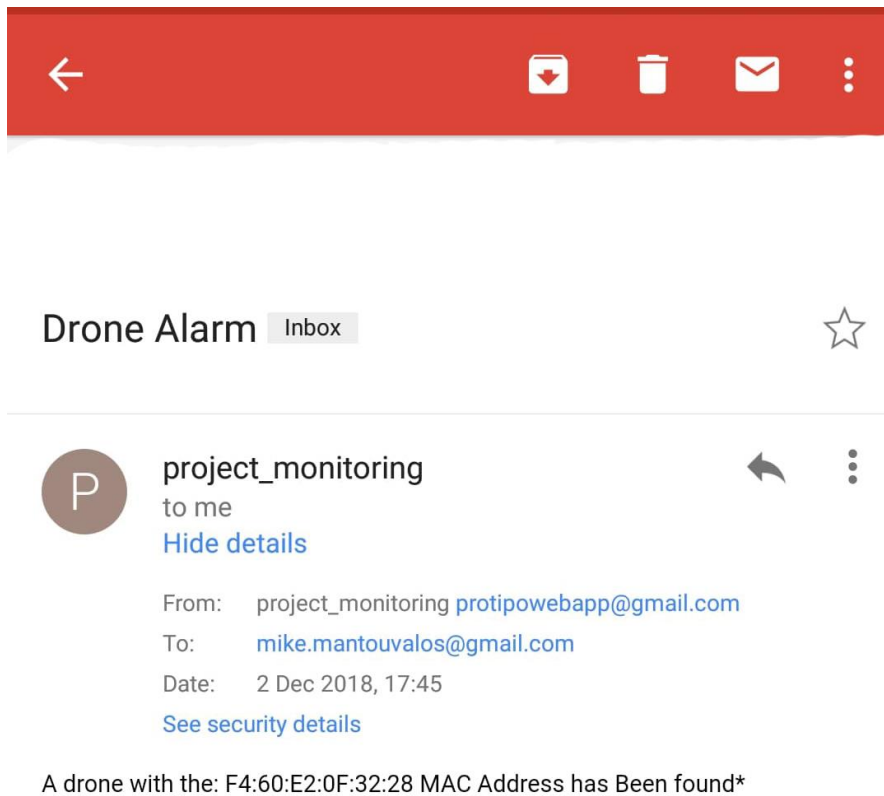 Drone Alarm Inbox
P
project_monitoring
to me
Hide details
From: project_monitoring protipowebapp@gmail.com
To: mike.mantouvalos@gmail.com
Date: 2 Dec 2018, 17:45
See security details
A drone with the: F4:60:E2:0F:32:28 MAC Address has Been found*